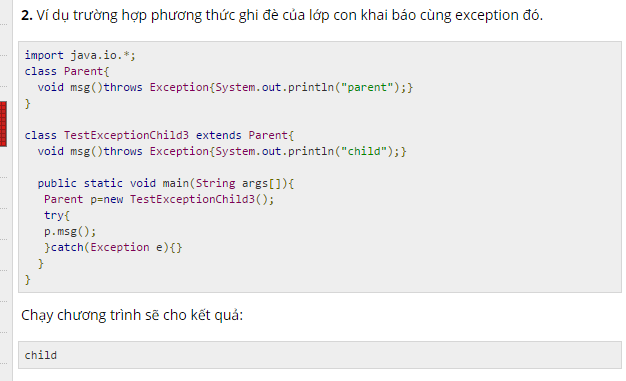 2. Ví dụ trường hợp phương thức ghi đè của lớp con khai báo cùng exception đó.
import java.io.*;
class Parent{
  void msg()throws Exception{System.out.println("parent");}
}
class TestExceptionChild3 extends Parent{
  void msg()throws Exception{System.out.println("child");}
  public static void main(String args[]){
   Parent p=new TestExceptionChild3();
   try{
   p.msg();
   }catch(Exception e){}
  }
}
Chạy chương trình sẽ cho kết quả:
child